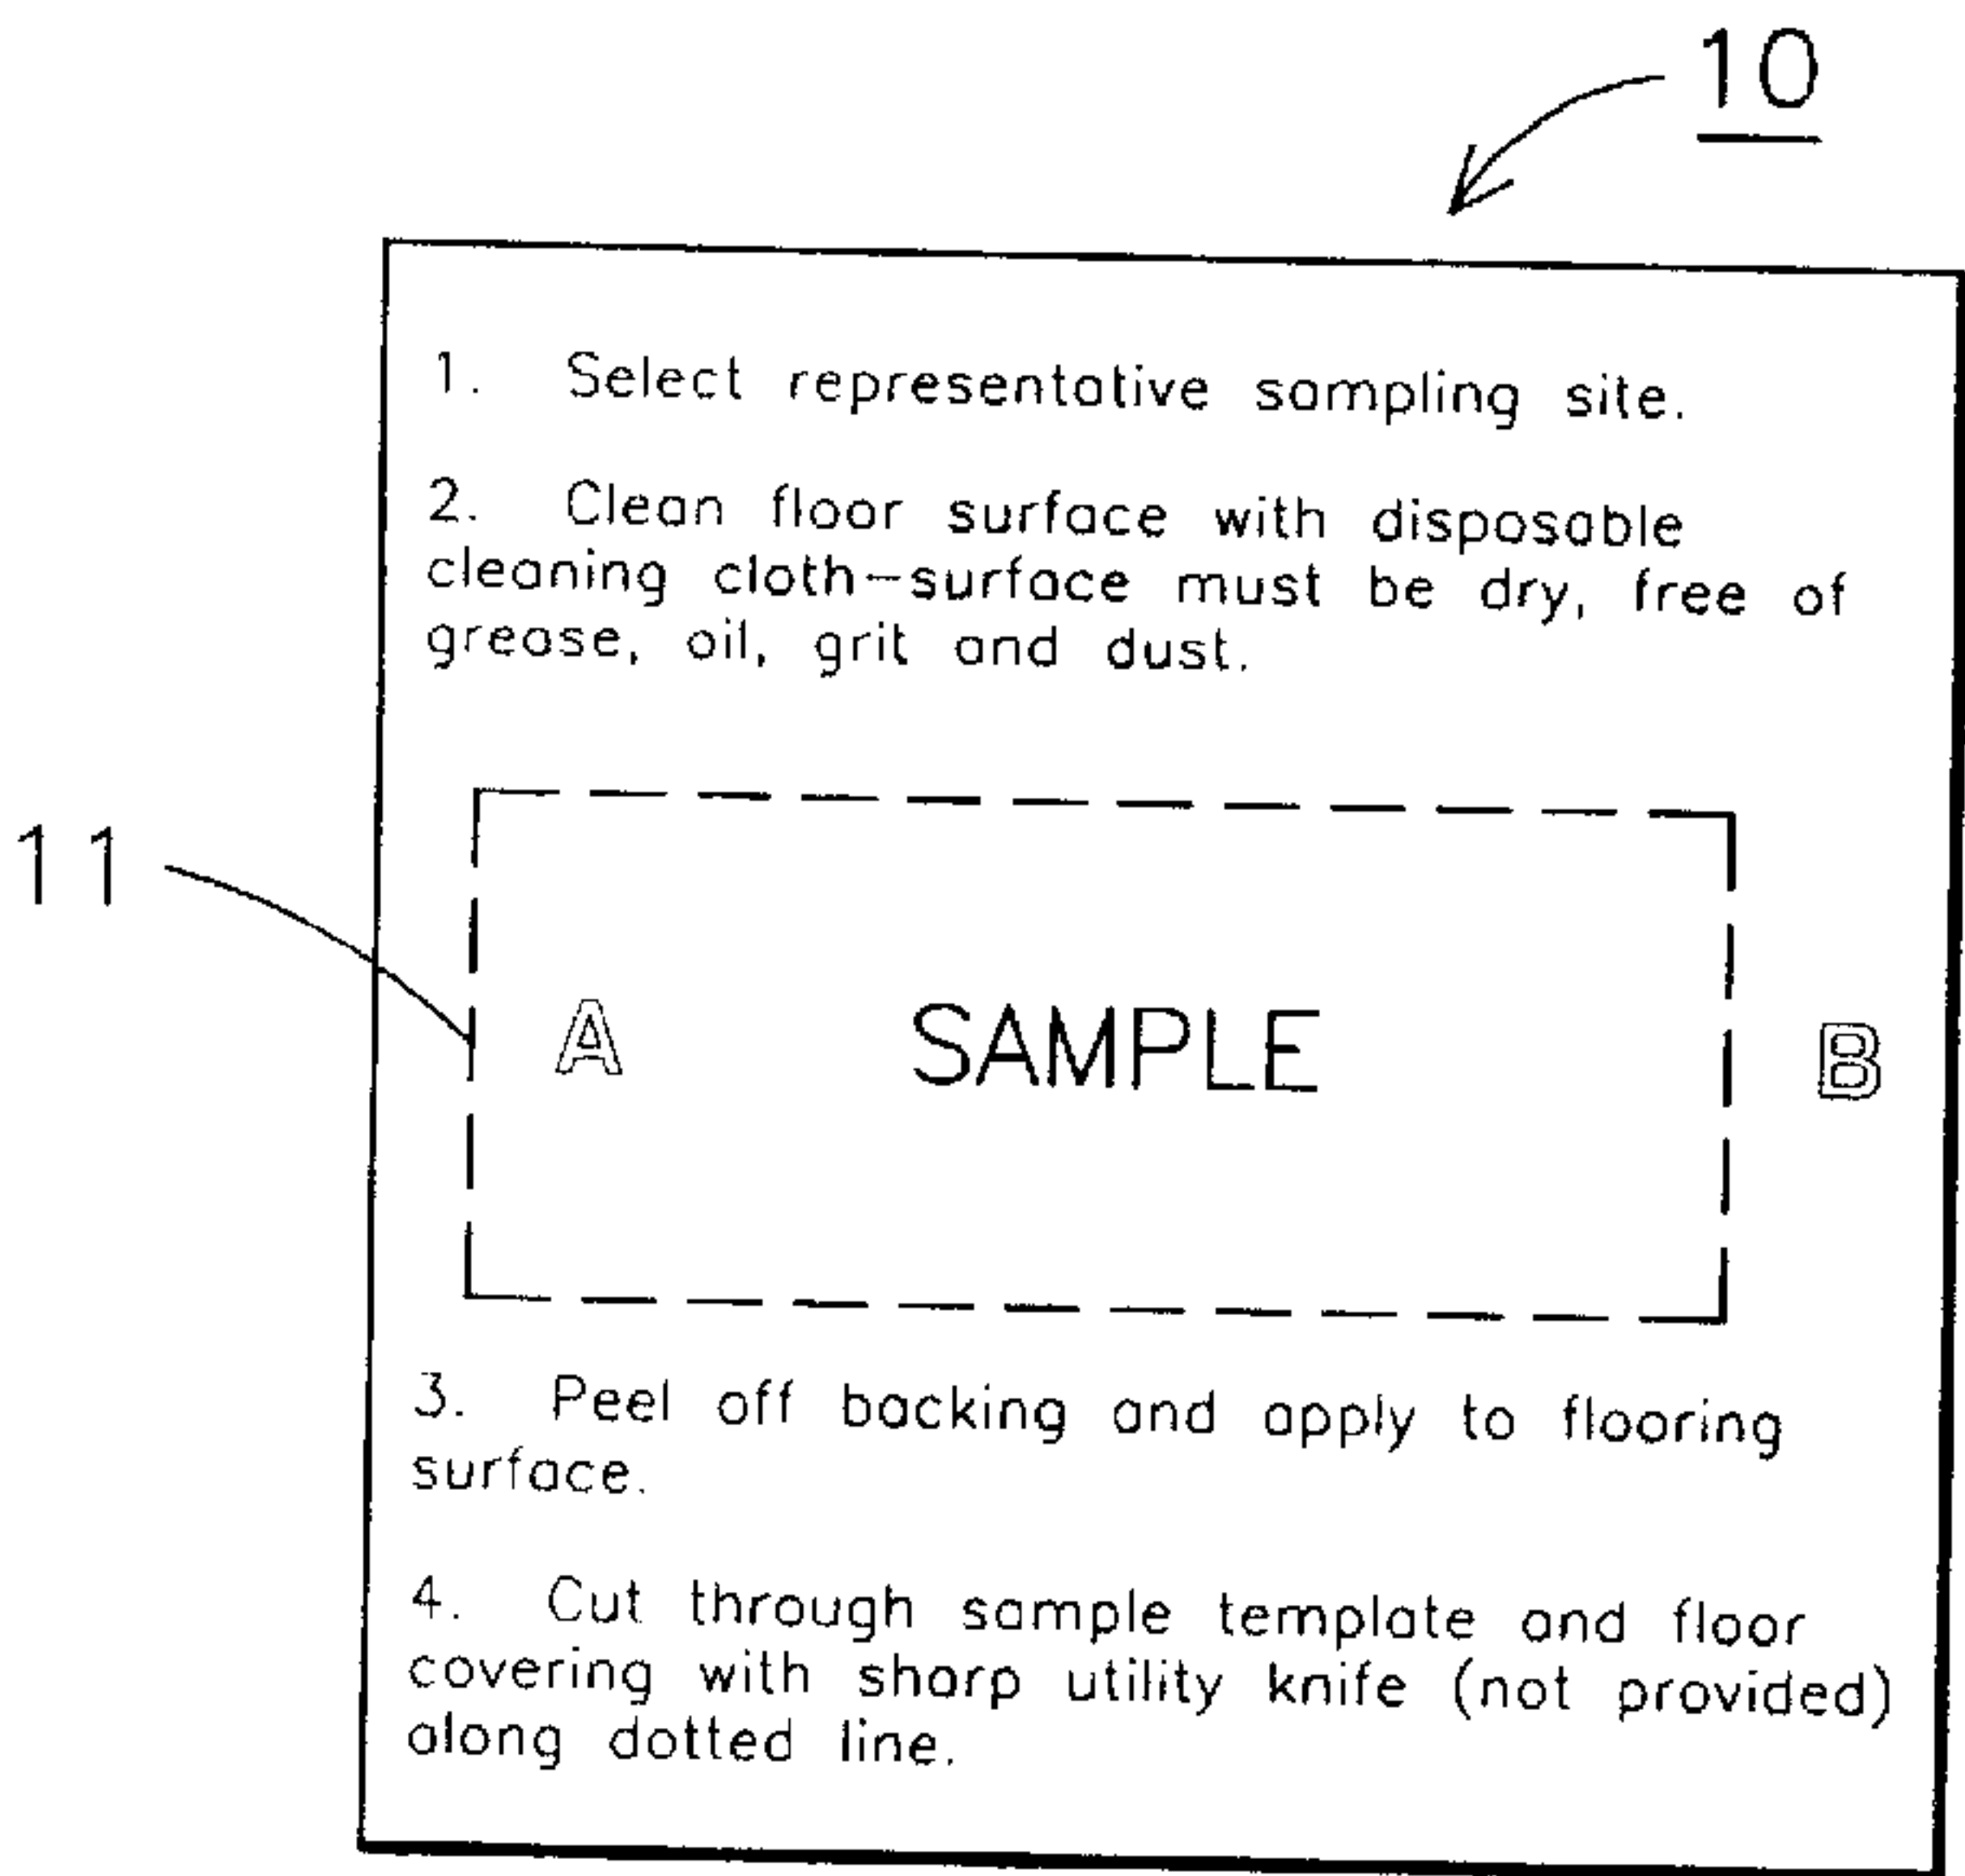 10
1. Select representative sampling site.
2. Clean floor surface with disposable
cleaning cloth-surface must be dry, free of
grease, oil, grit and dust.
11
A SAMPLE B
3. Peel off backing and apply to flooring
surface.
4. Cut through sample template and floor
covering with sharp utility knife (not provided)
along dotted line.